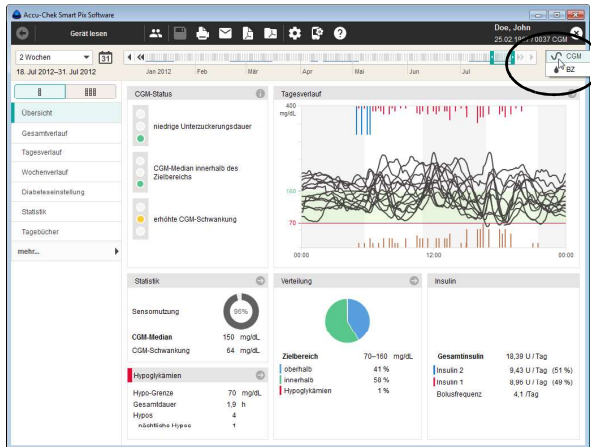 Accu-Chek Smart Pix Software
Gerät lesen
Doe, John
25.02.1967 / 0037 CGM
2 Wochen
31
18. Jul 2012–31. Jul 2012
Jan 2012 Feb Mär Apr Mai Jun Jul
CGM
BZ
Übersicht
Gesamtverlauf
Tagesverlauf
Wochenverlauf
Diabeteseinstellung
Statistik
Tagebücher
mehr...
CGM-Status
niedrige Unterzuckerungsdauer
CGM-Median innerhalb des
Zielbereichs
erhöhte CGM-Schwankung
Tagesverlauf
400
mg/dL
160
70
00:00 12:00 00:00
Statistik
Sensornutzung 95%
CGM-Median 150 mg/dL
CGM-Schwankung 64 mg/dL
Hypoglykämien
Hypo-Grenze 70 mg/dL
Gesamtdauer 1,9 h
Hypos 4
nächtliche Hypos 1
Verteilung
Zielbereich 70–160 mg/dL
oberhalb 41 %
innerhalb 58 %
Hypoglykämien 1 %
Insulin
Gesamtinsulin 18,39 U / Tag
Insulin 2 9,43 U / Tag (51 %)
Insulin 1 8,96 U / Tag (49 %)
Bolusfrequenz 4,1 /Tag